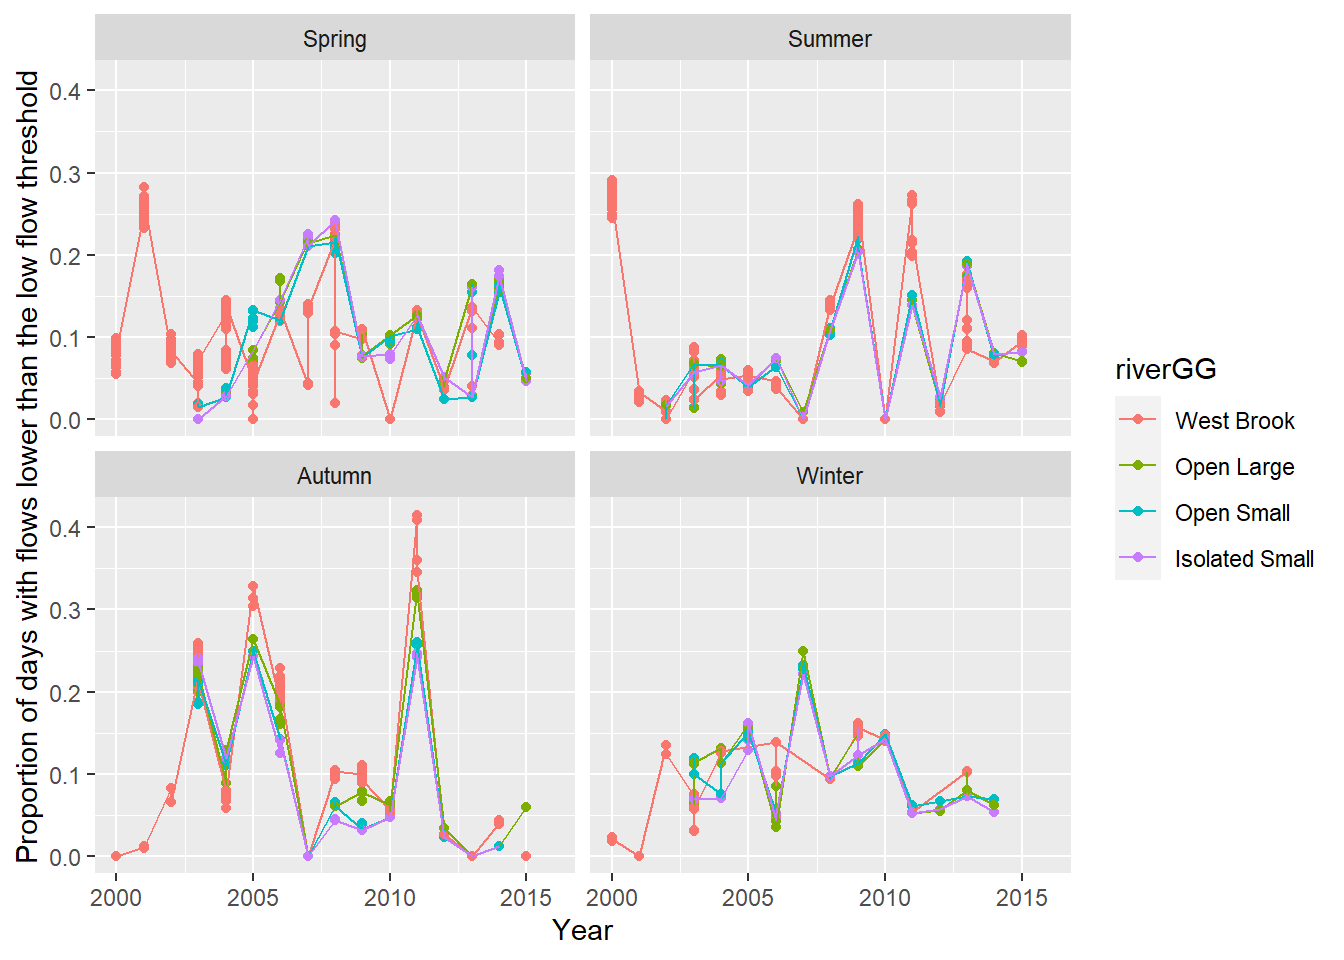 Spring
Summer
0.4
0.3
0.2
0.1
0.0
Autumn
Winter
0.4
0.3
0.2
0.1
0.0
2000
2005
2010
2015
2000
2005
2010
2015
Year
Proportion of days with flows lower than the low flow threshold
riverGG
West Brook
Open Large
Open Small
Isolated Small